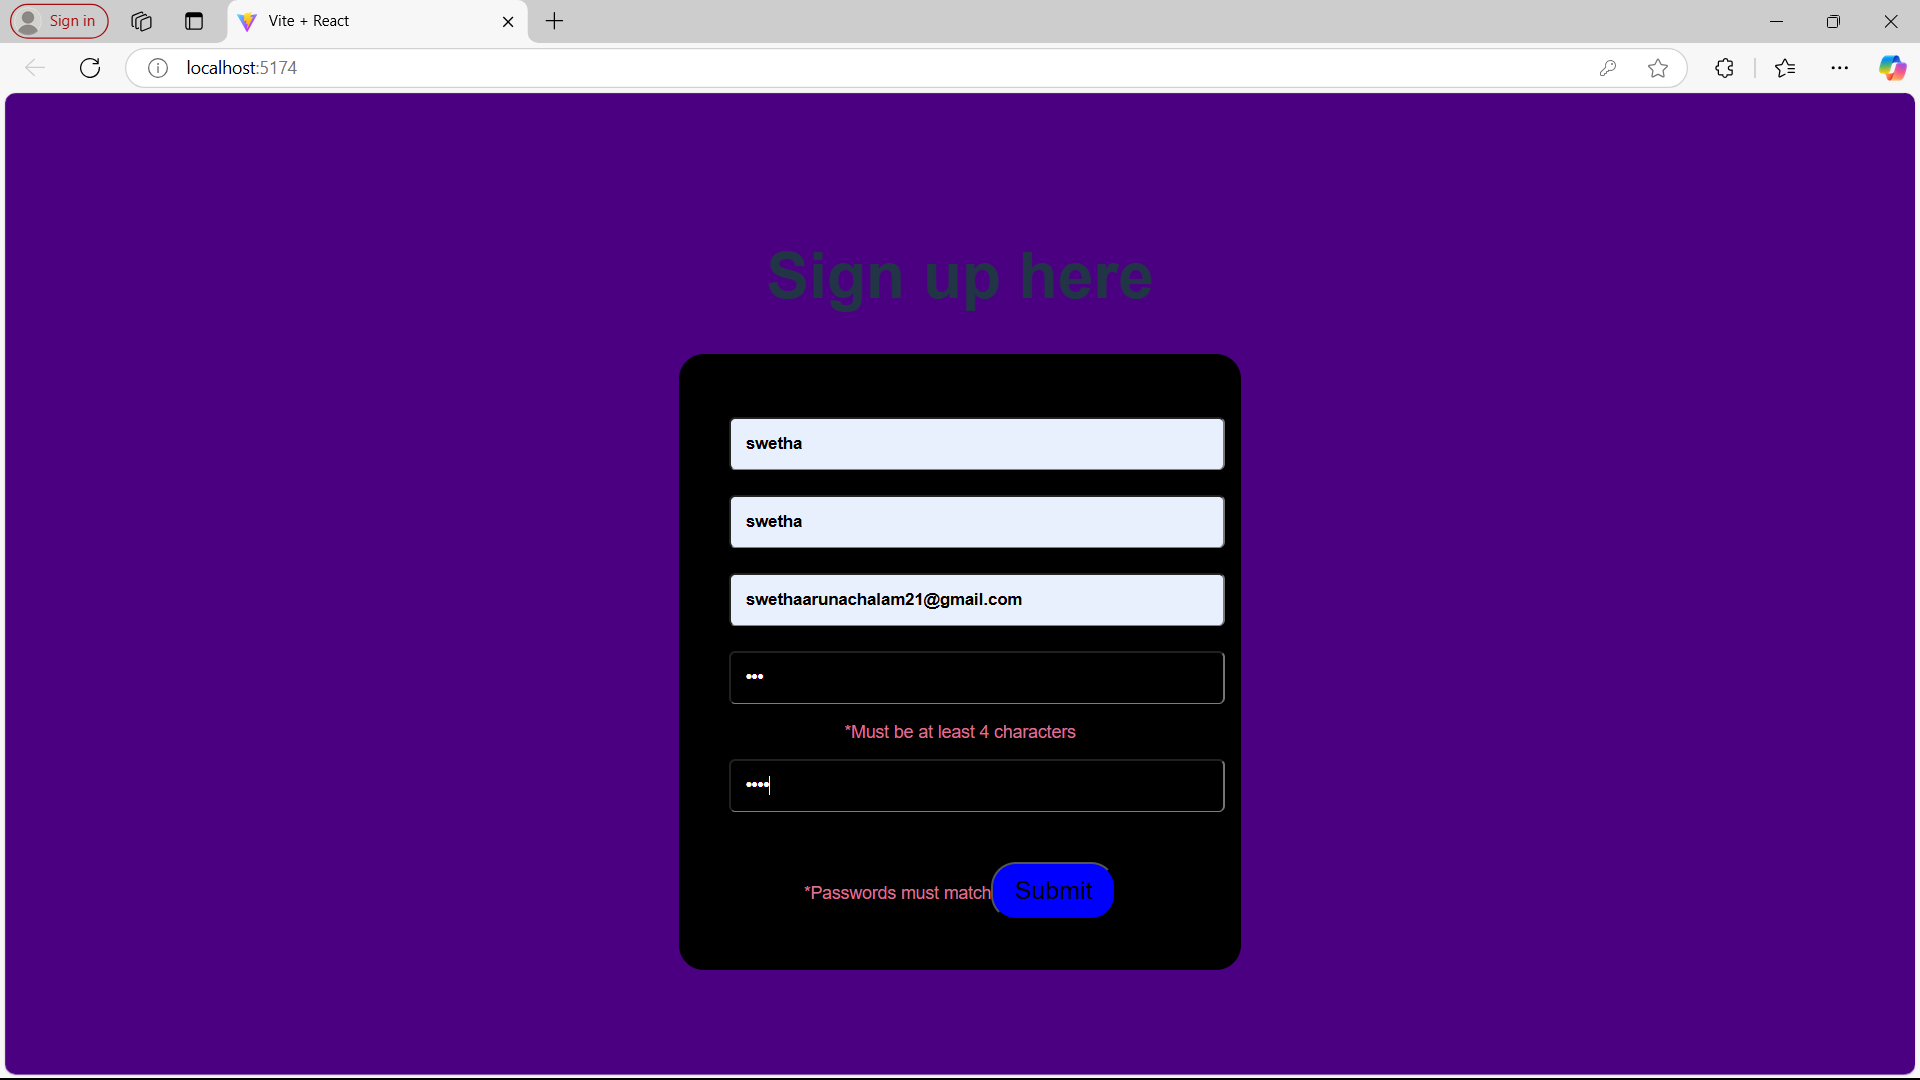 Sign in
Vite + React
localhost:5174
Sign up here
swetha
swetha
swethaarunachalam21@gmail.com
•••
*Must be at least 4 characters
••••
*Passwords must match
Submit